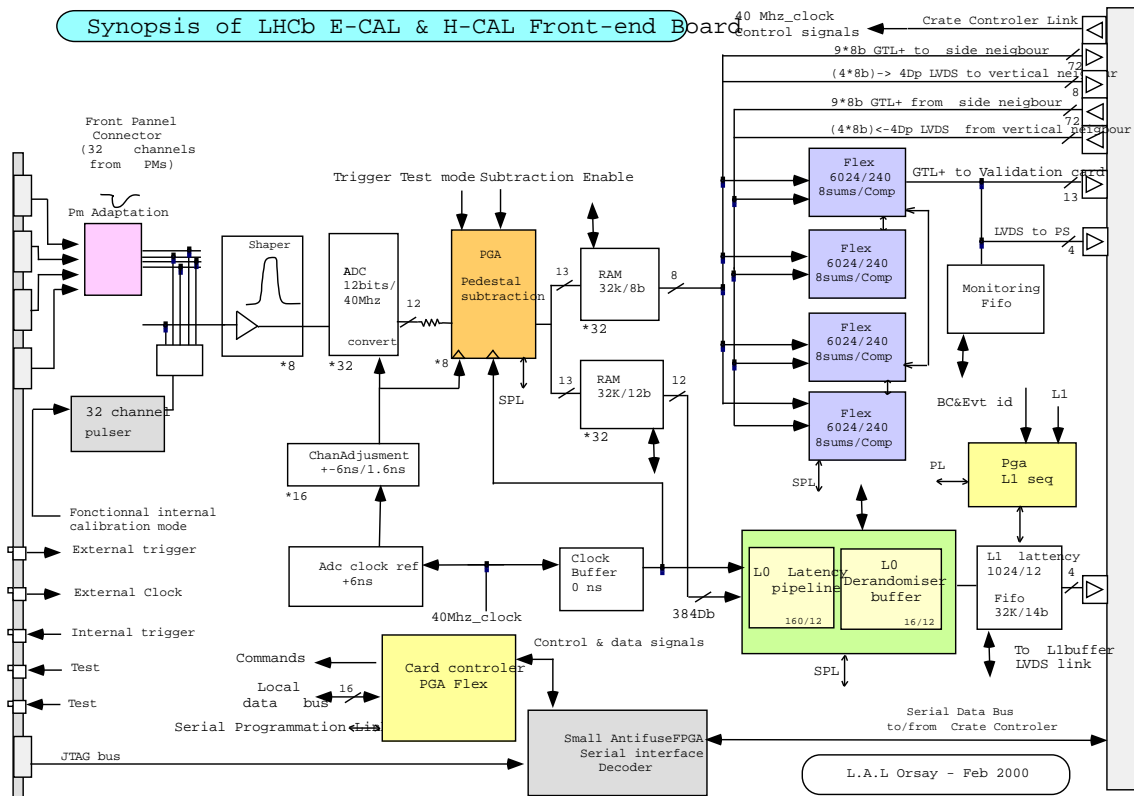 Synopsis of LHCb E-CAL & H-CAL Front-end Board
40 Mhz_clock
Control signals
Crate Controler Link
9*8b GTL+ to side neigbour
72
(4*8b)-> 4Dp LVDS to vertical neigbour
8
9*8b GTL+ from side neigbour
72
(4*8b)<-4Dp LVDS from vertical neigbour
Front Pannel
Connector
(32 channels
from PMs)
Pm Adaptation
Shaper
*8
ADC
12bits/
40Mhz
convert
*32
12
Trigger Test mode
Subtraction Enable
PGA
Pedestal
subtraction
*8
SPL
13
RAM
32k/8b
*32
8
13
RAM
32K/12b
*32
12
Flex
6024/240
8sums/Comp
Flex
6024/240
8sums/Comp
Flex
6024/240
8sums/Comp
Flex
6024/240
8sums/Comp
SPL
GTL+ to Validation card
13
LVDS to PS
4
Monitoring
Fifo
BC&Evt id
L1
PL
Pga
L1 seq
32 channel
pulser
ChanAdjusment
+-6ns/1.6ns
*16
Fonctionnal internal
calibration mode
External trigger
External Clock
Internal trigger
Test
Test
JTAG bus
Adc clock ref
+6ns
40Mhz_clock
Clock
Buffer
0 ns
384Db
L0 Latency
pipeline
160/12
L0
Derandomiser
buffer
16/12
SPL
L1 lattency
1024/12
Fifo
32K/14b
4
To L1buffer
LVDS link
Control & data signals
Commands
Local
data bus
16
Serial Programmation Link
Card controler
PGA Flex
Small AntifuseFPGA
Serial interface
Decoder
Serial Data Bus
to/from Crate Controler
L.A.L Orsay - Feb 2000